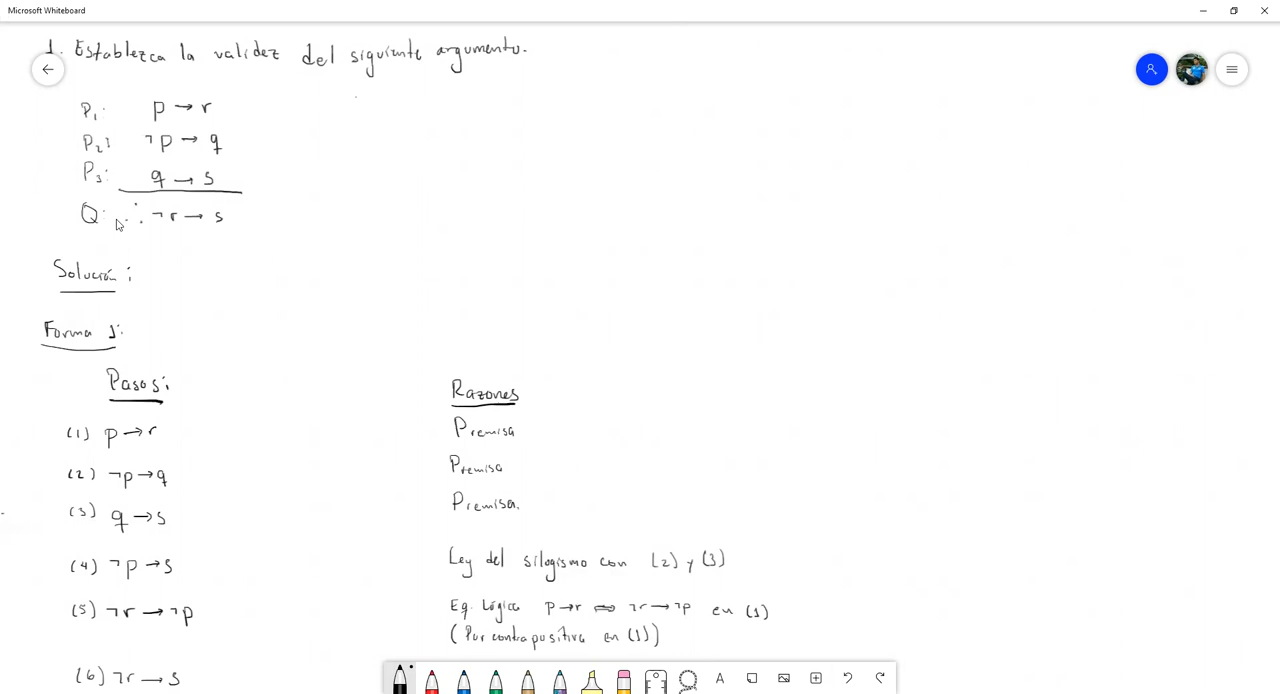 Microsoft Whiteboard
1. Establezca la validez del siguiente argumento.
P₁: p → r
P₂: ¬p → q
P₃: q → s
Q: ∴ ¬r → s
Solución:
Forma 1:
Pasos: Razones
(1) p → r Premisa
(2) ¬p → q Premisa
(3) q → s Premisa.
(4) ¬p → s Ley del silogismo con (2) y (3)
(5) ¬r → ¬p Eq. Lógica p → r ⟺ ¬r → ¬p en (1)
(Por contrapositiva en (1))
(6) ¬r → s